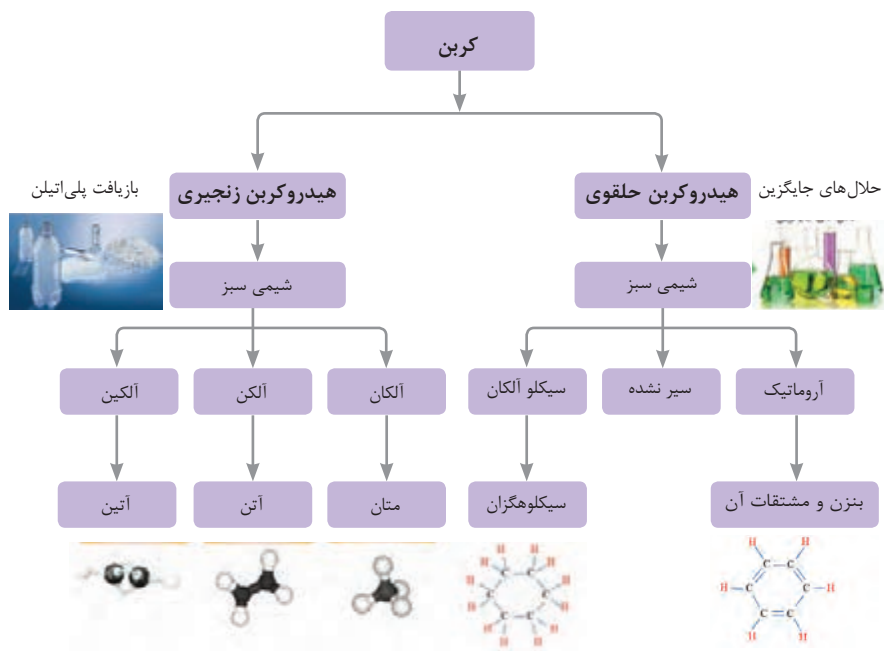 کربن
هیدروکربن حلقوی
هیدروکربن زنجیری
حلال‌های جایگزین
بازیافت پلی‌اتیلن
شیمی سبز
شیمی سبز
آروماتیک
سیر نشده
سیکلو آلکان
آلکان
آلکن
آلکین
بنزن و مشتقات آن
سیکلوهگزان
متان
آتن
آتین
H H
C C
H C C H
C C
H H
H H H H
H C C H
H C C H
H C C H
H H H H